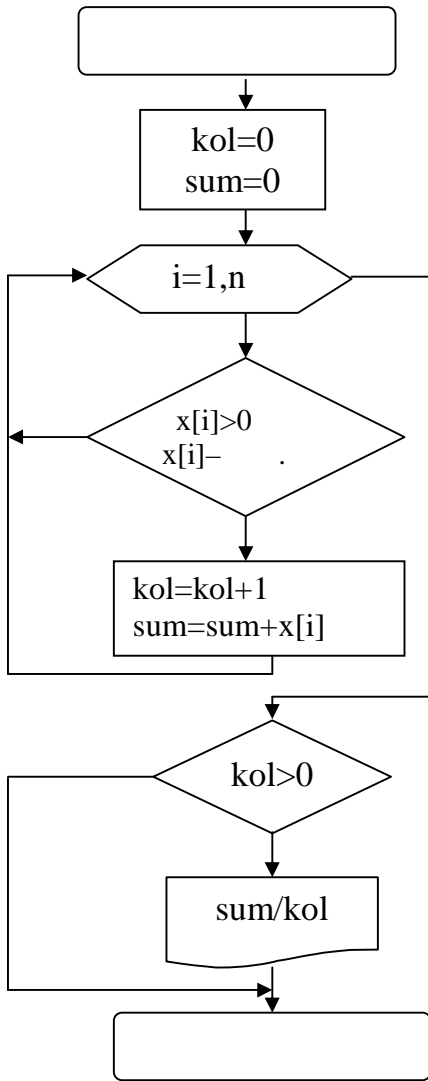 kol=0
sum=0
i=1,n
x[i]>0
x[i]– .
kol=kol+1
sum=sum+x[i]
kol>0
sum/kol